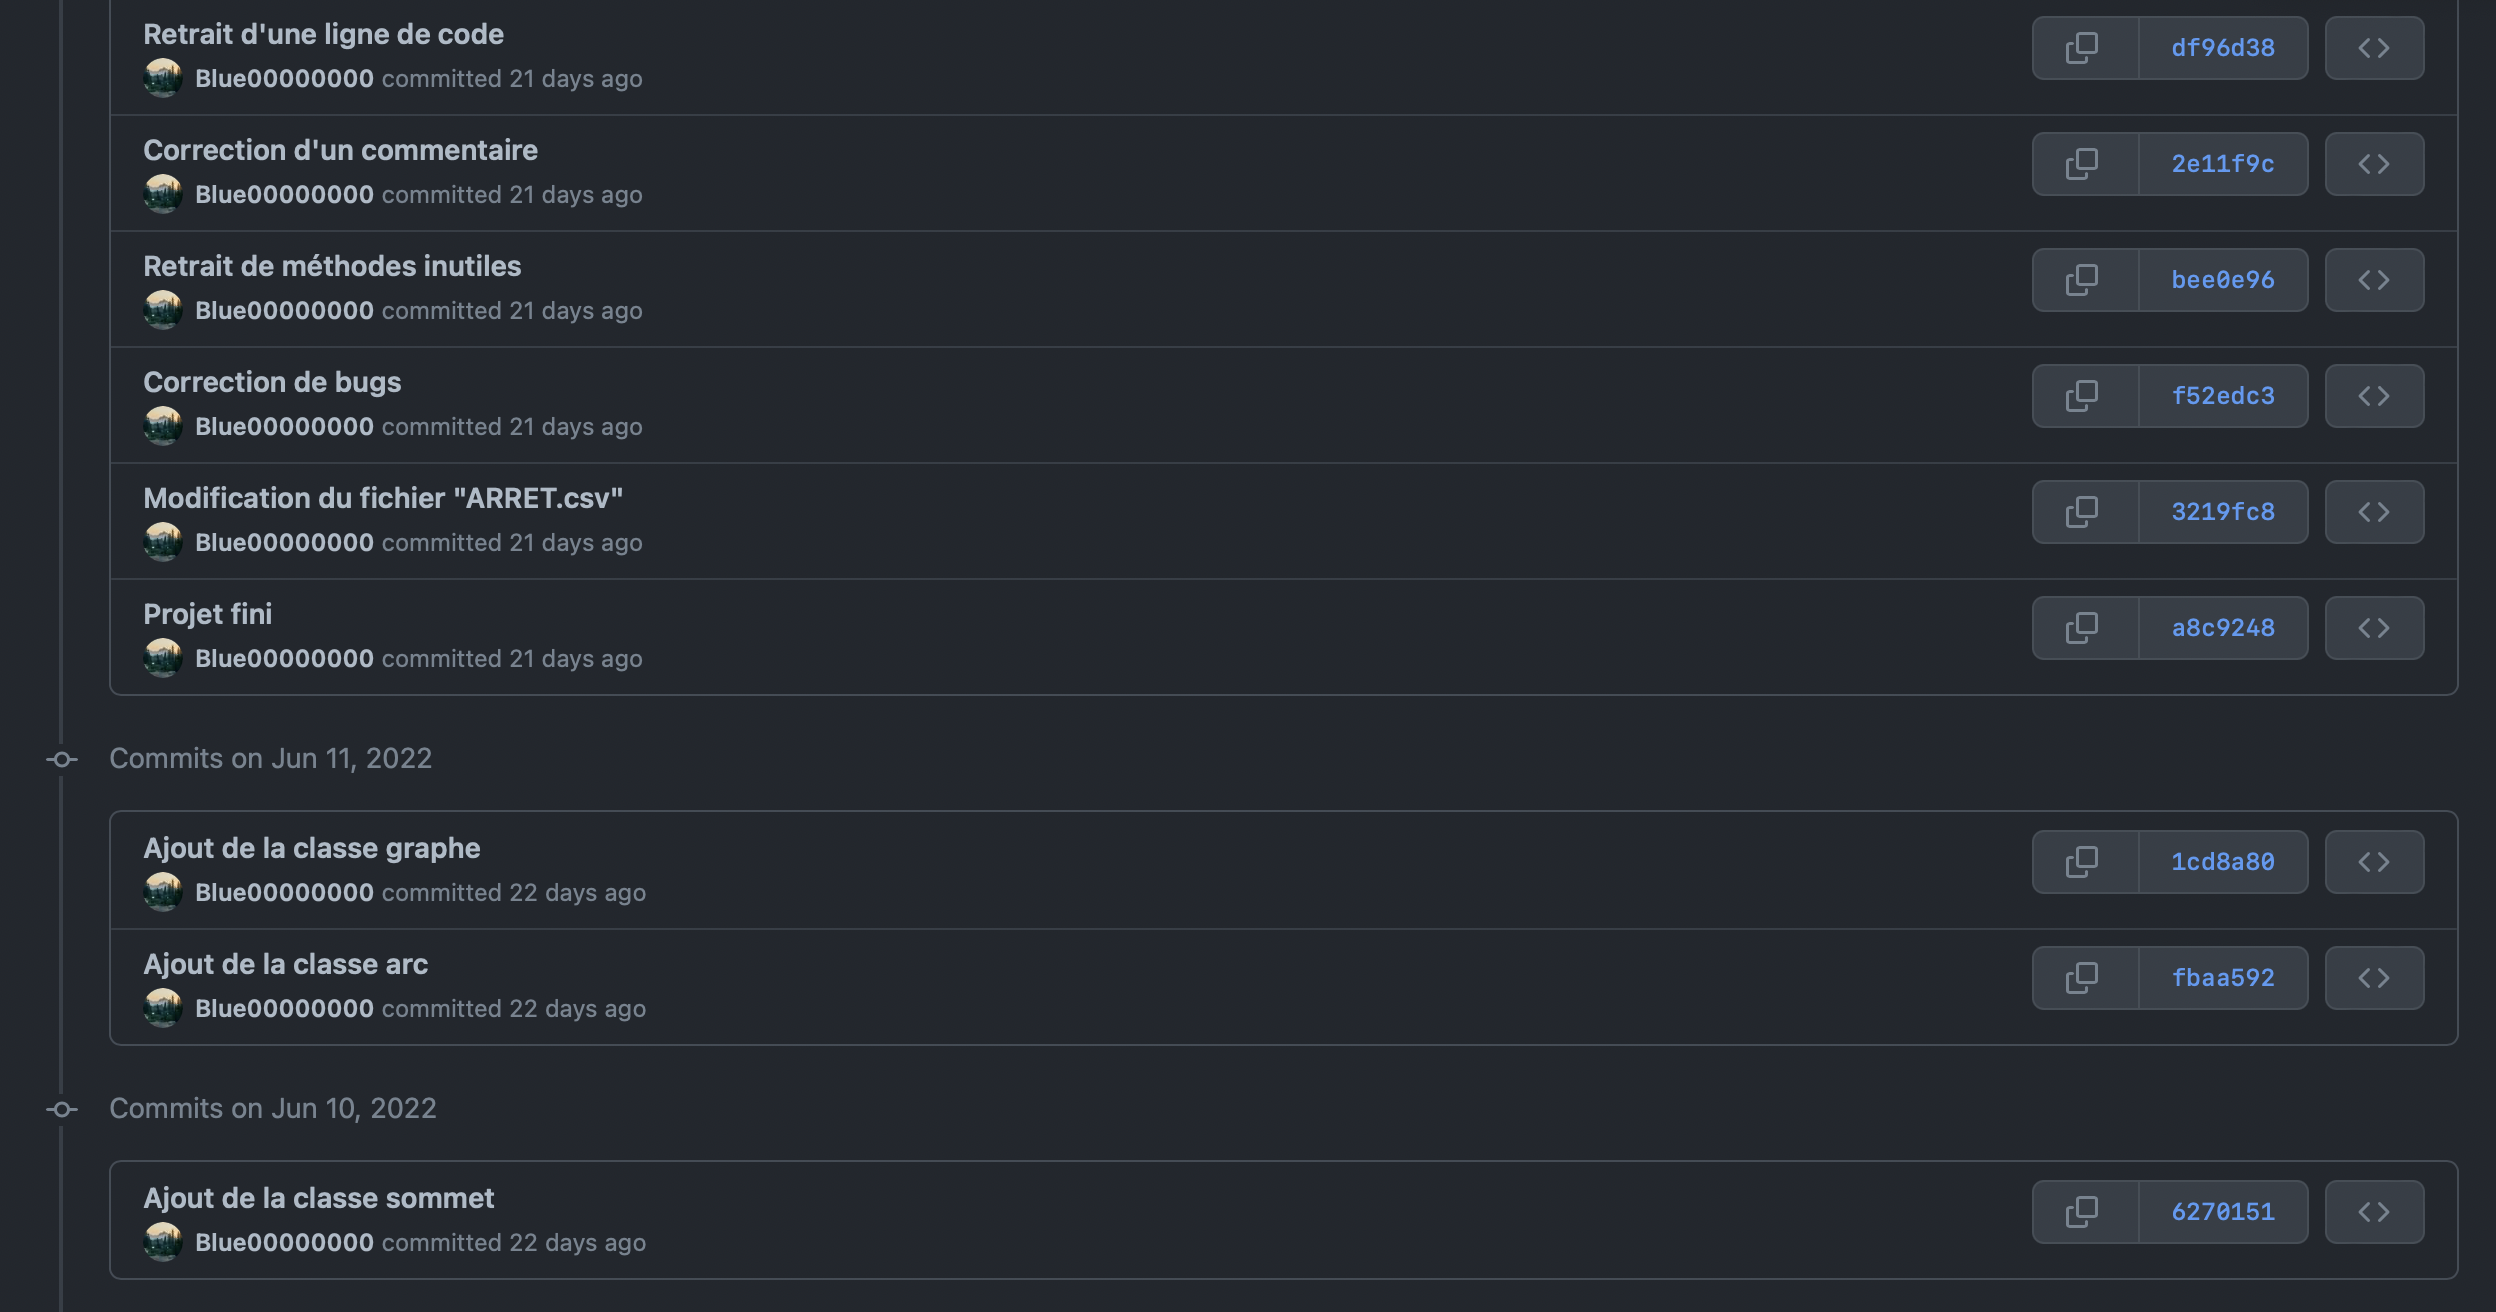 Retrait d'une ligne de code
df96d38
Blue00000000 committed 21 days ago
Correction d'un commentaire
2e11f9c
Blue00000000 committed 21 days ago
Retrait de méthodes inutiles
bee0e96
Blue00000000 committed 21 days ago
Correction de bugs
f52edc3
Blue00000000 committed 21 days ago
Modification du fichier "ARRET.csv"
3219fc8
Blue00000000 committed 21 days ago
Projet fini
a8c9248
Blue00000000 committed 21 days ago
Commits on Jun 11, 2022
Ajout de la classe graphe
1cd8a80
Blue00000000 committed 22 days ago
Ajout de la classe arc
fbaa592
Blue00000000 committed 22 days ago
Commits on Jun 10, 2022
Ajout de la classe sommet
6270151
Blue00000000 committed 22 days ago